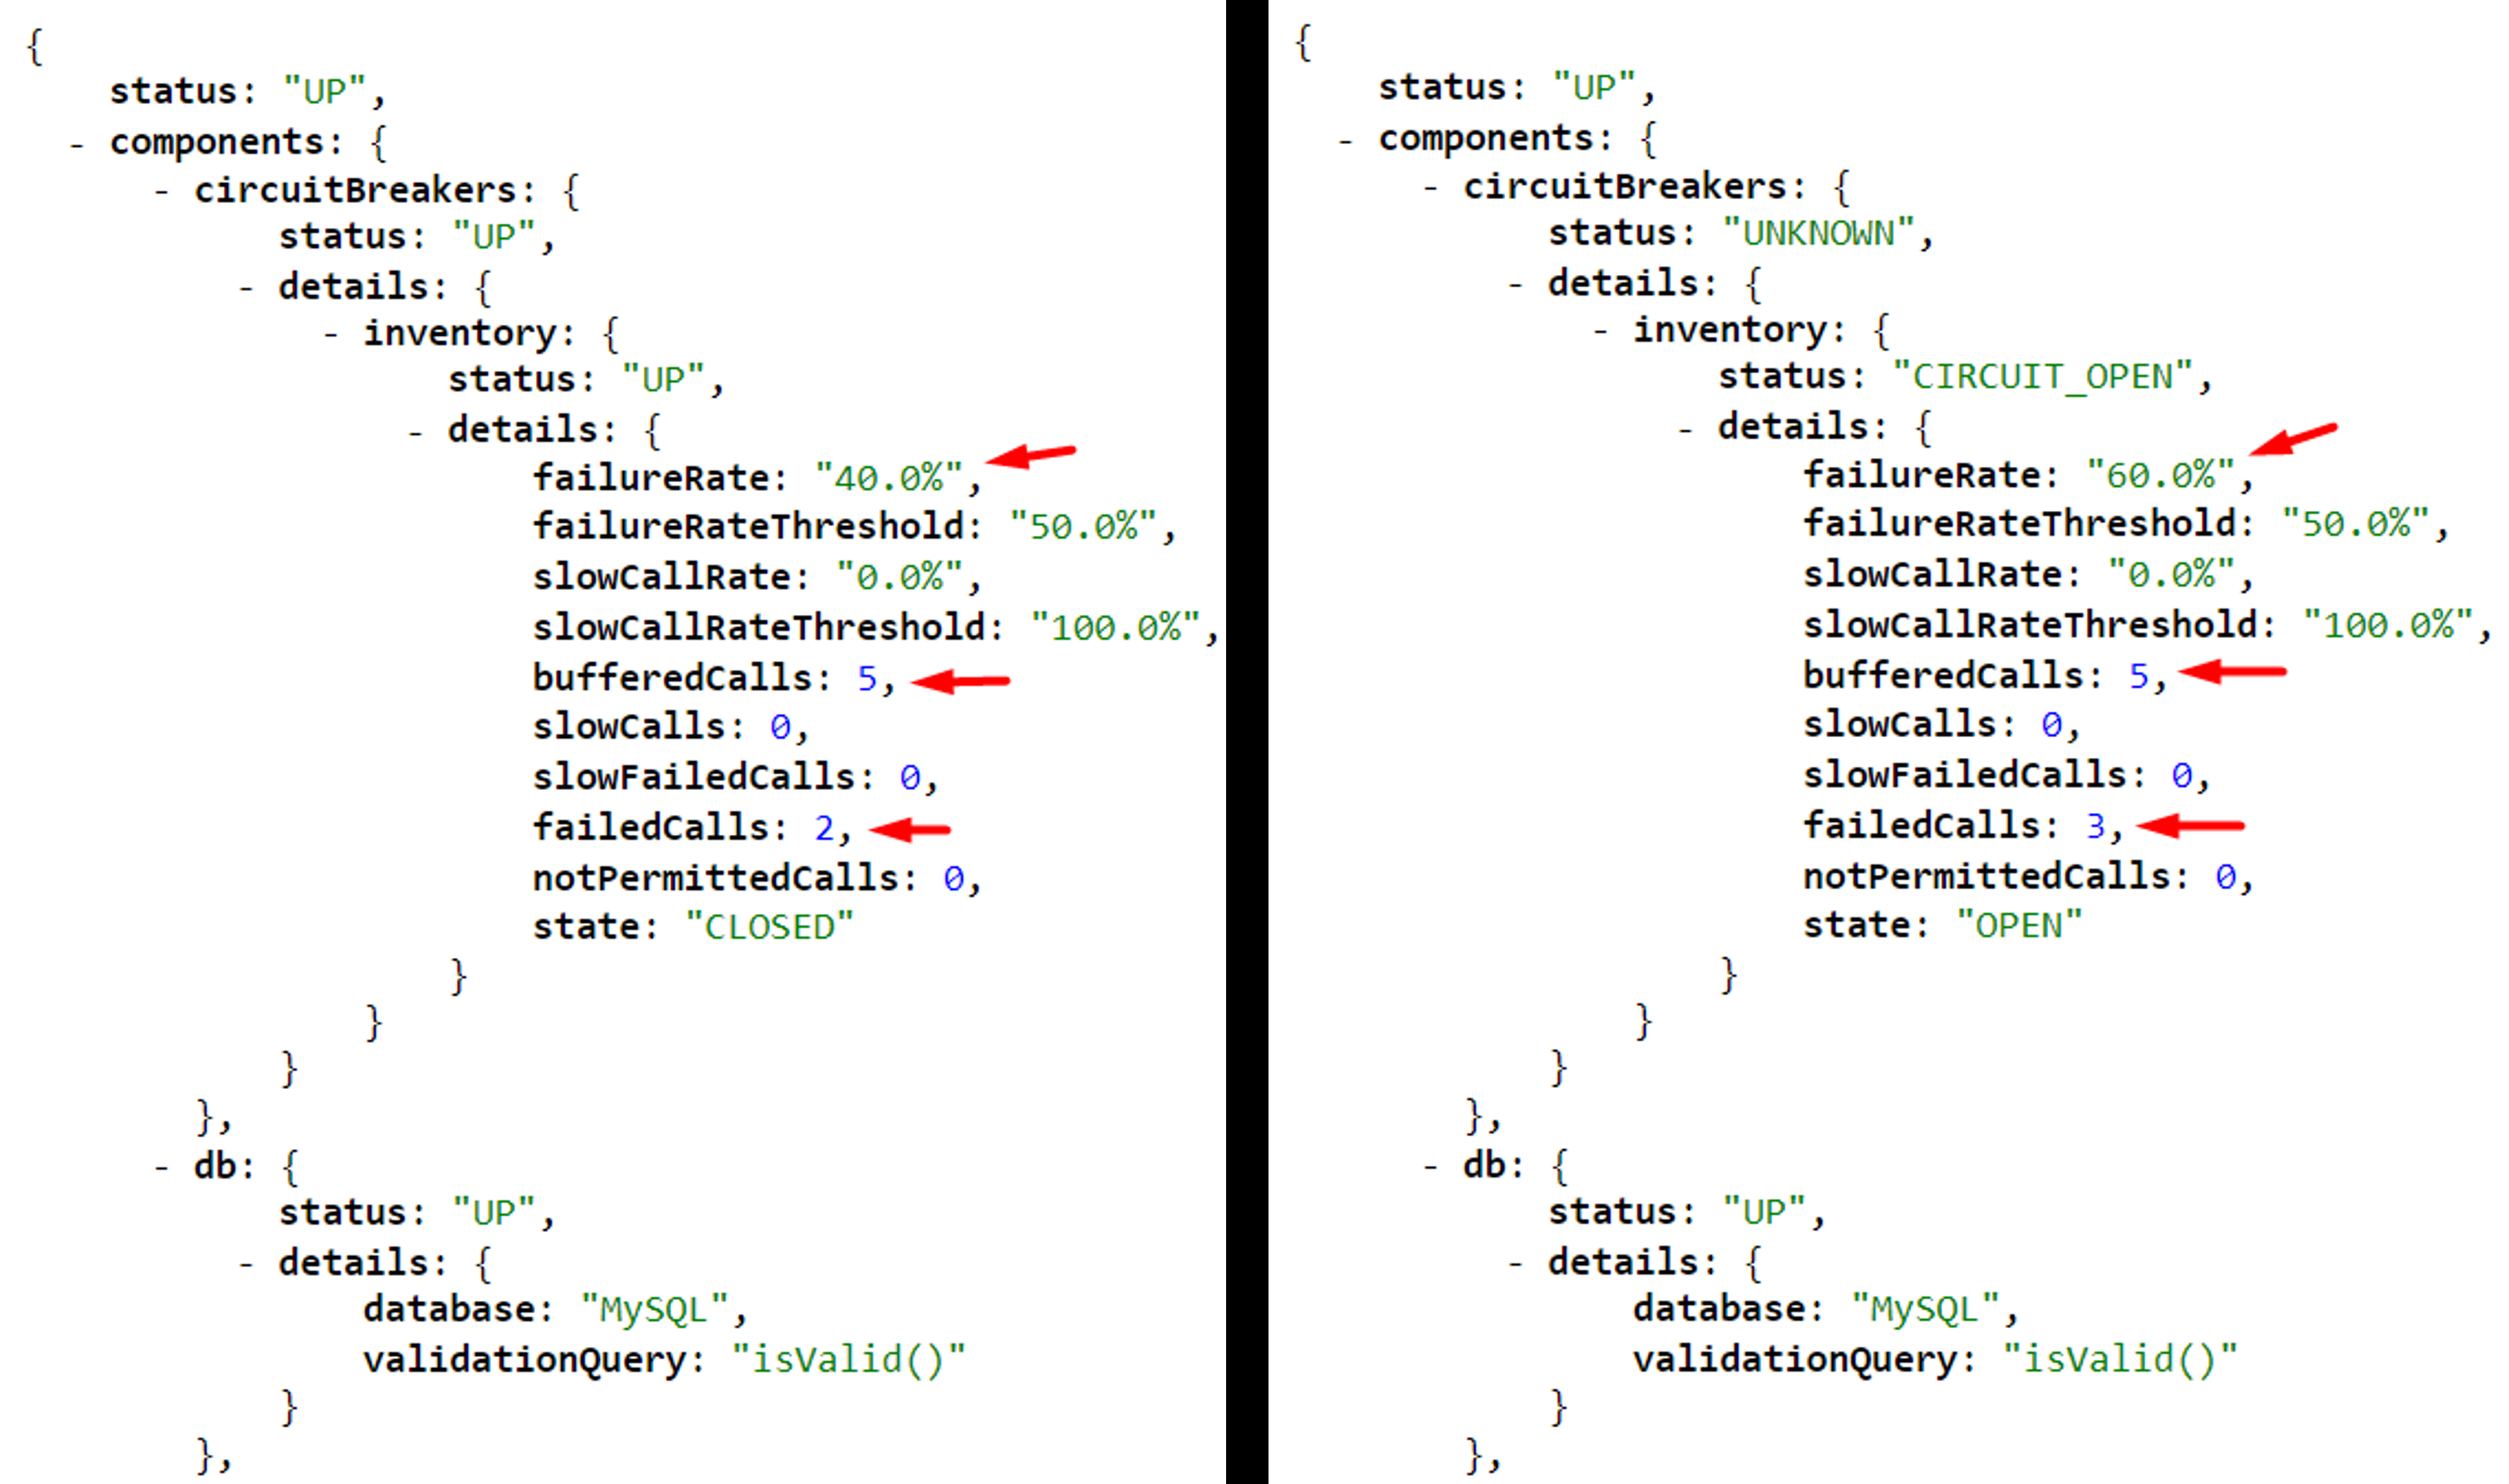 {
status: "UP",
- components: {
- circuitBreakers: {
status: "UP",
- details: {
- inventory: {
status: "UP",
- details: {
failureRate: "40.0%",
failureRateThreshold: "50.0%",
slowCallRate: "0.0%",
slowCallRateThreshold: "100.0%",
bufferedCalls: 5,
slowCalls: 0,
slowFailedCalls: 0,
failedCalls: 2,
notPermittedCalls: 0,
state: "CLOSED"
}
}
}
},
- db: {
status: "UP",
- details: {
database: "MySQL",
validationQuery: "isValid()"
}
},
{
status: "UP",
- components: {
- circuitBreakers: {
status: "UNKNOWN",
- details: {
- inventory: {
status: "CIRCUIT_OPEN",
- details: {
failureRate: "60.0%",
failureRateThreshold: "50.0%",
slowCallRate: "0.0%",
slowCallRateThreshold: "100.0%",
bufferedCalls: 5,
slowCalls: 0,
slowFailedCalls: 0,
failedCalls: 3,
notPermittedCalls: 0,
state: "OPEN"
}
}
}
},
- db: {
status: "UP",
- details: {
database: "MySQL",
validationQuery: "isValid()"
}
},